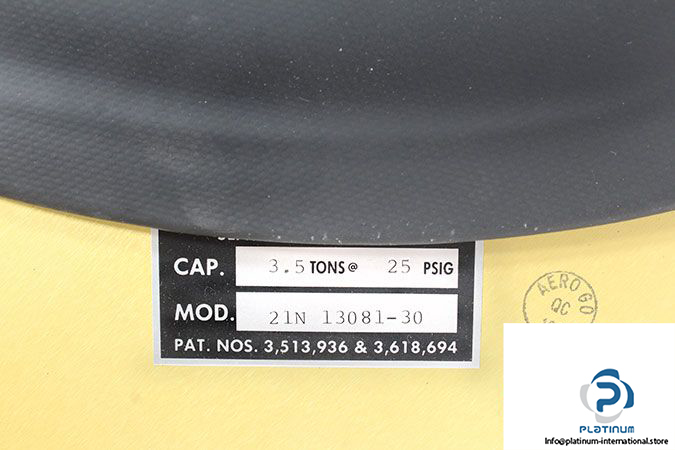 CAP. 3.5 TONS@ 25 PSIG
MOD. 21N 13081-30
PAT. NOS. 3,513,936 & 3,618,694
AERO GO
QC
PLATINUM
Info@platinum-international.store